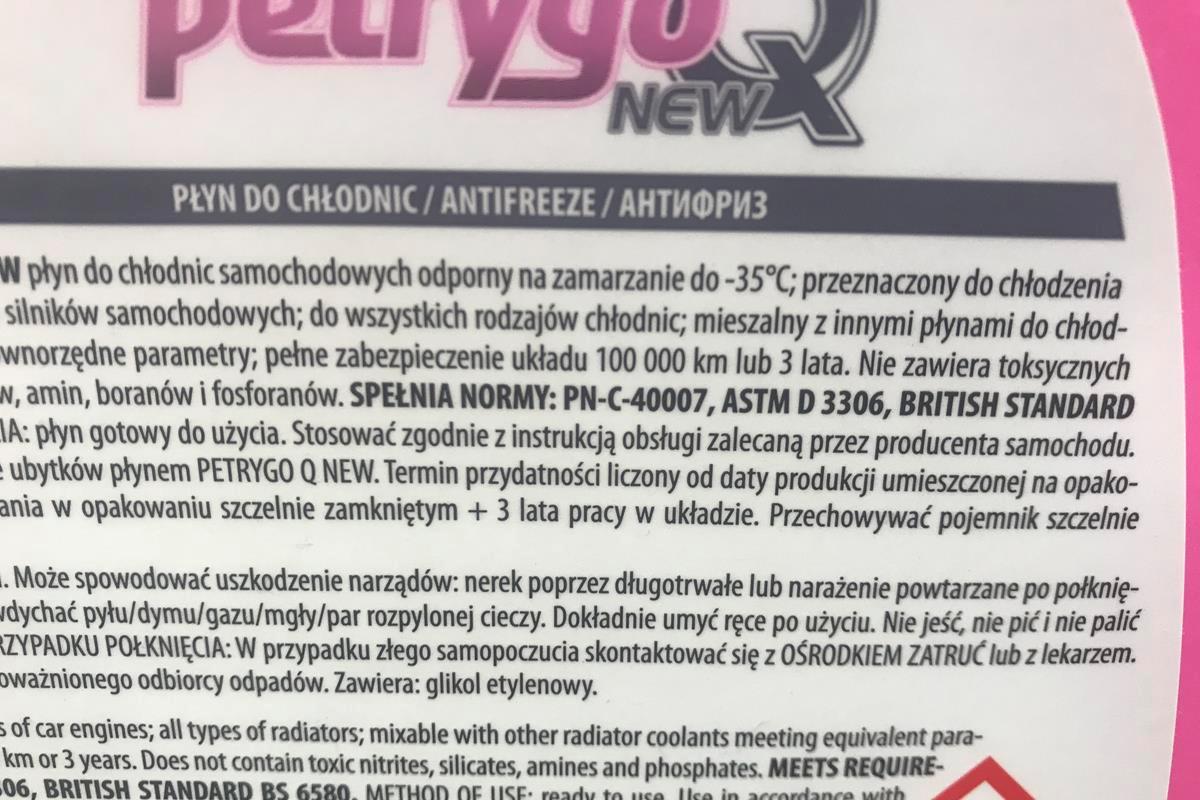 petrygo Q
NEW
PŁYN DO CHŁODNIC / ANTIFREEZE / АНТИФРИЗ
W płyn do chłodnic samochodowych odporny na zamarzanie do -35°C; przeznaczony do chłodzenia
silników samochodowych; do wszystkich rodzajów chłodnic; mieszalny z innymi płynami do chłod-
wnorzędne parametry; pełne zabezpieczenie układu 100 000 km lub 3 lata. Nie zawiera toksycznych
w, amin, boranów i fosforanów. SPEŁNIA NORMY: PN-C-40007, ASTM D 3306, BRITISH STANDARD
IA: płyn gotowy do użycia. Stosować zgodnie z instrukcją obsługi zalecaną przez producenta samochodu.
ubytków płynem PETRYGO Q NEW. Termin przydatności liczony od daty produkcji umieszczonej na opako-
ania w opakowaniu szczelnie zamkniętym + 3 lata pracy w układzie. Przechowywać pojemnik szczelnie
. Może spowodować uszkodzenie narządów: nerek poprzez długotrwałe lub narażenie powtarzane po połknię-
wdychać pyłu/dymu/gazu/mgły/par rozpylonej cieczy. Dokładnie umyć ręce po użyciu. Nie jeść, nie pić i nie palić
RZYPADKU POŁKNIĘCIA: W przypadku złego samopoczucia skontaktować się z OŚRODKIEM ZATRUĆ lub z lekarzem.
oważnionego odbiorcy odpadów. Zawiera: glikol etylenowy.
s of car engines; all types of radiators; mixable with other radiator coolants meeting equivalent para-
km or 3 years. Does not contain toxic nitrites, silicates, amines and phosphates. MEETS REQUIRE-
306, BRITISH STANDARD BS 6580. METHOD OF USE: ready to use. Use in accordance with